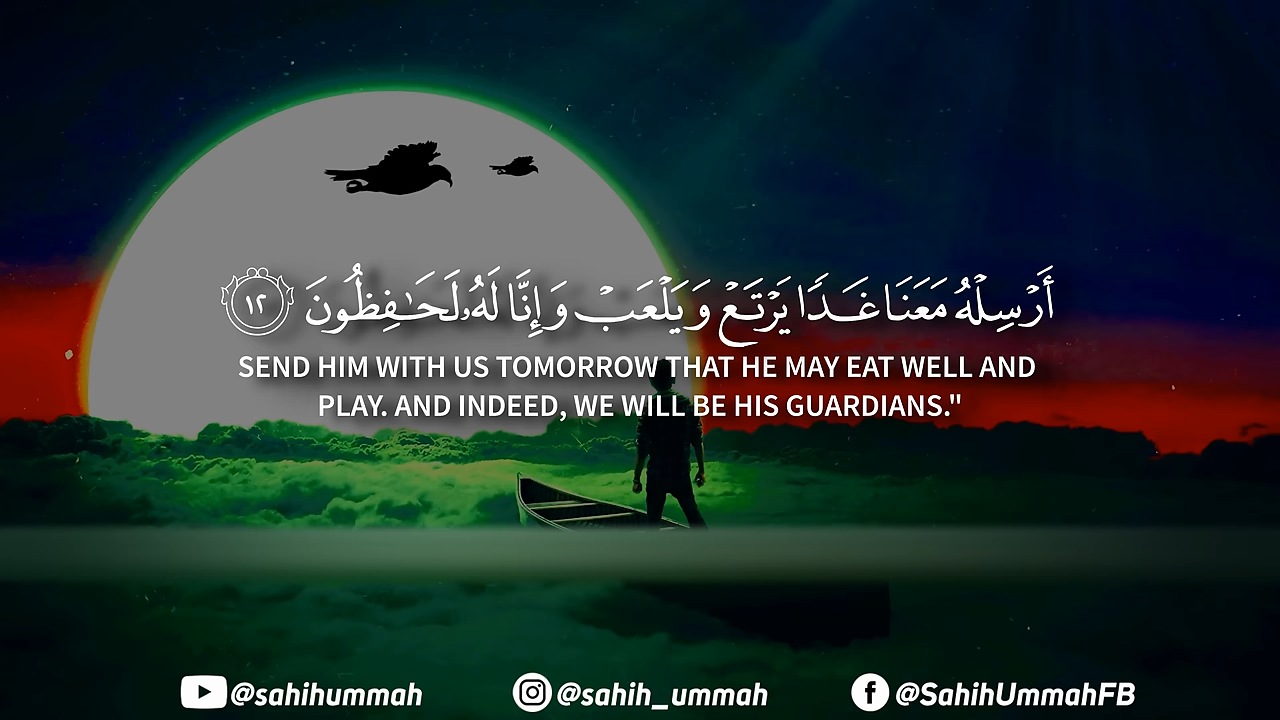 أَرْسِلْهُ مَعَنَا غَدًا يَرْتَعْ وَيَلْعَبْ وَإِنَّا لَهُۥ لَحَـٰفِظُونَ ١٢
SEND HIM WITH US TOMORROW THAT HE MAY EAT WELL AND
PLAY. AND INDEED, WE WILL BE HIS GUARDIANS."
@sahihummah @sahih_ummah @SahihUmmahFB